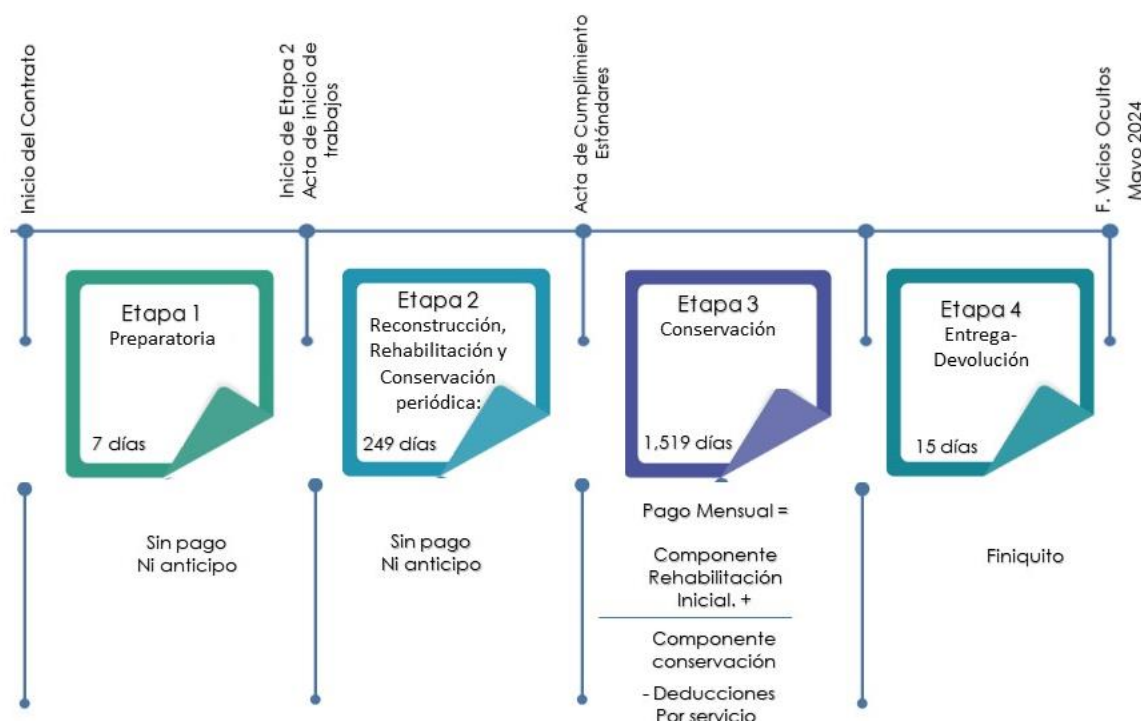 Inicio del Contrato
Inicio de Etapa 2
Acta de inicio de
trabajos
Acta de Cumplimiento
Estándares
F. Vicios Ocultos
Mayo 2024
Etapa 1
Preparatoria
7 días
Etapa 2
Reconstrucción,
Rehabilitación y
Conservación
periódica:
249 días
Etapa 3
Conservación
1,519 días
Etapa 4
Entrega-
Devolución
15 días
Sin pago
Ni anticipo
Sin pago
Ni anticipo
Pago Mensual =
Componente
Rehabilitación
Inicial. +
Componente
conservación
- Deducciones
Por servicio
Finiquito